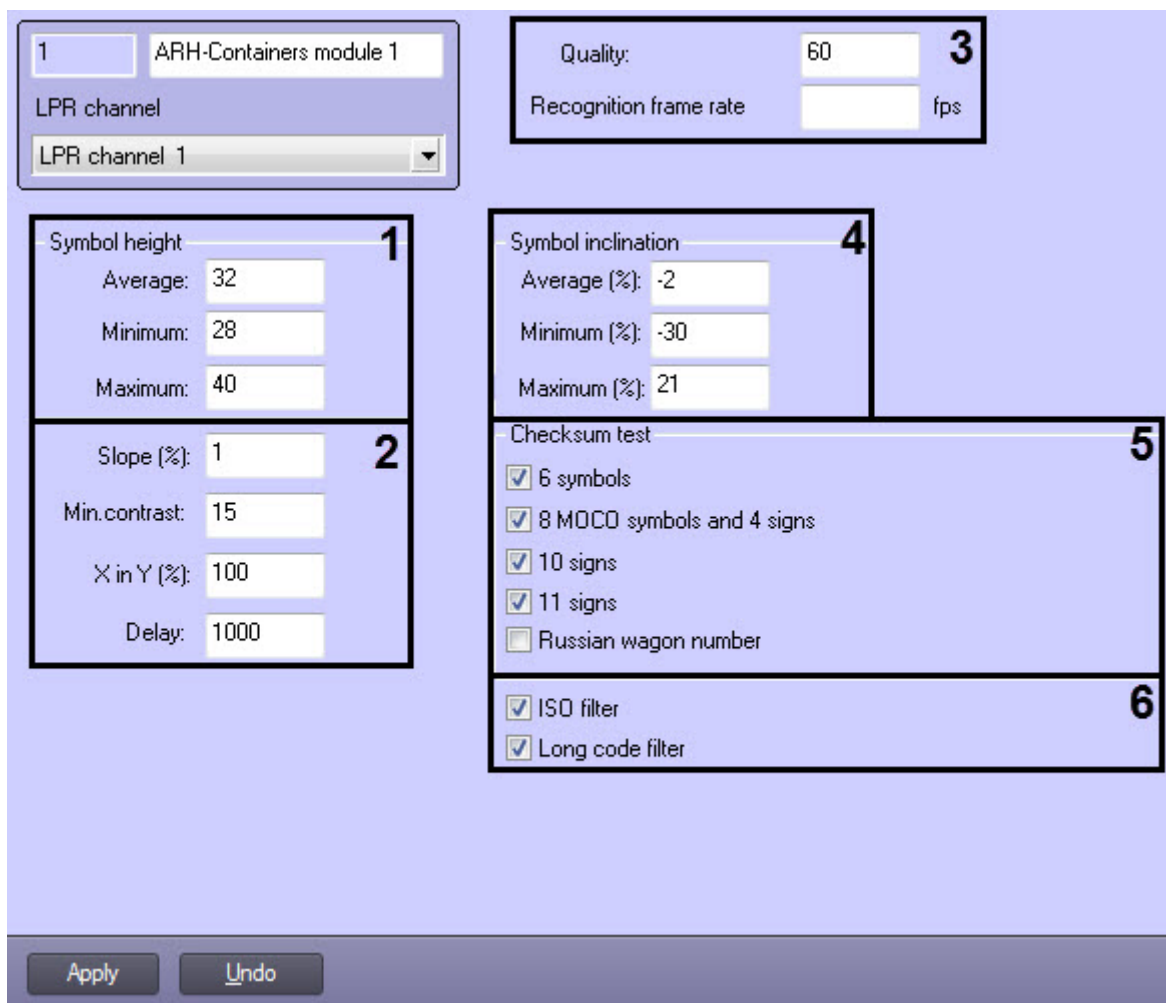 1 ARH-Containers module 1
LPR channel
LPR channel 1
Quality: 60 3
Recognition frame rate fps
Symbol height 1
Average: 32
Minimum: 28
Maximum: 40
Slope (%): 1 2
Min.contrast: 15
X in Y (%): 100
Delay: 1000
Symbol inclination 4
Average (%): -2
Minimum (%): -30
Maximum (%): 21
Checksum test 5
6 symbols
8 MOCO symbols and 4 signs
10 signs
11 signs
Russian wagon number
ISO filter 6
Long code filter
Apply Undo